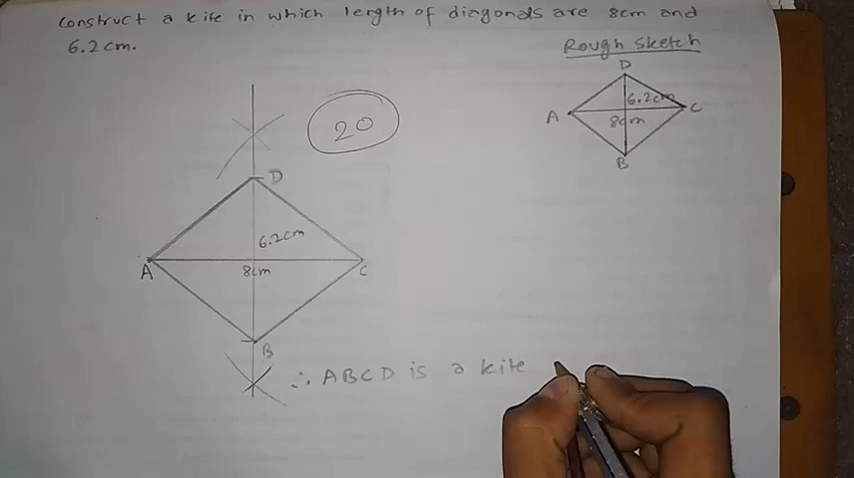 Construct a kite in which length of diagonals are 8cm and
6.2cm.
Rough sketch
D
6.2cm
A
C
8cm
B
20
D
6.2cm
A
8cm
C
B
∴ ABCD is a kite